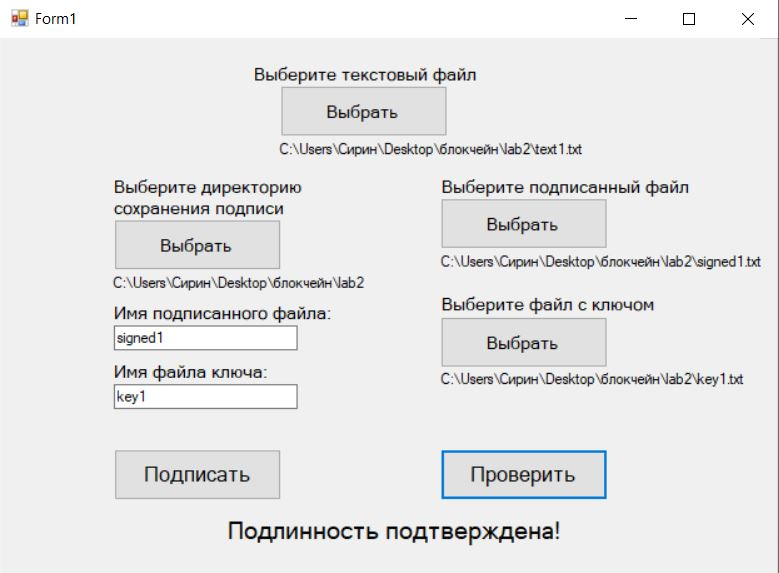 Form1
Выберите текстовый файл
Выбрать
C:\Users\Сирин\Desktop\блокчейн\lab2\text1.txt
Выберите директорию
сохранения подписи
Выбрать
C:\Users\Сирин\Desktop\блокчейн\lab2
Имя подписанного файла:
signed1
Имя файла ключа:
key1
Подписать
Выберите подписанный файл
Выбрать
C:\Users\Сирин\Desktop\блокчейн\lab2\signed1.txt
Выберите файл с ключом
Выбрать
C:\Users\Сирин\Desktop\блокчейн\lab2\key1.txt
Проверить
Подлинность подтверждена!